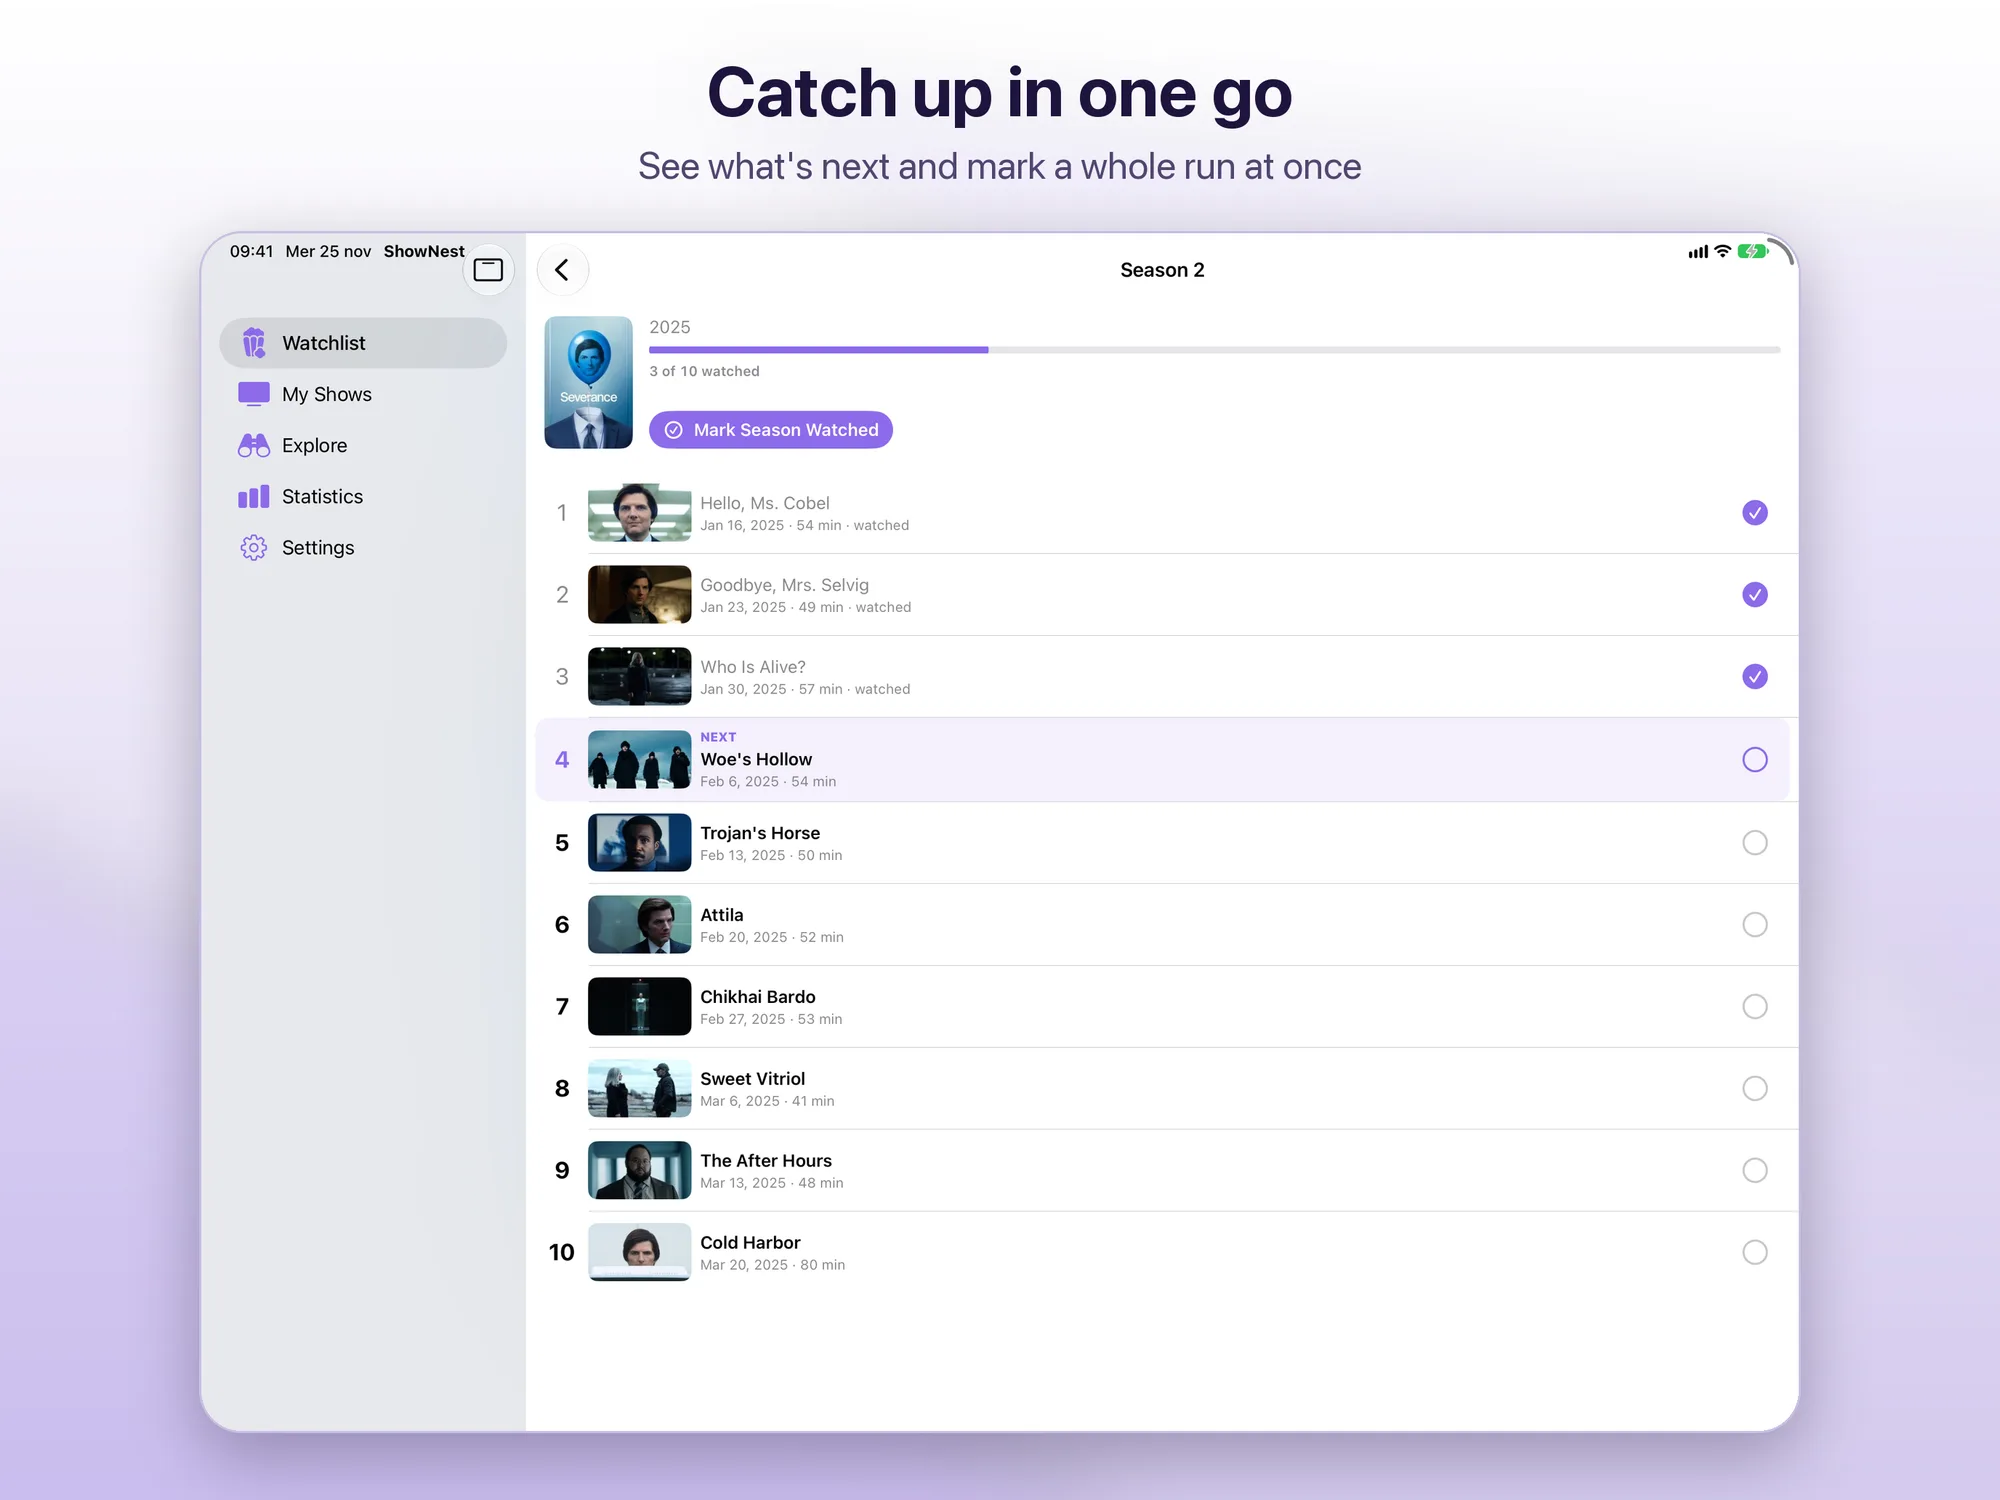 Catch up in one go
See what's next and mark a whole run at once
09:41 Mer 25 nov ShowNest
Watchlist
My Shows
Explore
Statistics
Settings
Season 2
Severance
2025
3 of 10 watched
Mark Season Watched
1
Hello, Ms. Cobel
Jan 16, 2025 · 54 min · watched
2
Goodbye, Mrs. Selvig
Jan 23, 2025 · 49 min · watched
3
Who Is Alive?
Jan 30, 2025 · 57 min · watched
4
NEXT
Woe's Hollow
Feb 6, 2025 · 54 min
5
Trojan's Horse
Feb 13, 2025 · 50 min
6
Attila
Feb 20, 2025 · 52 min
7
Chikhai Bardo
Feb 27, 2025 · 53 min
8
Sweet Vitriol
Mar 6, 2025 · 41 min
9
The After Hours
Mar 13, 2025 · 48 min
10
Cold Harbor
Mar 20, 2025 · 80 min